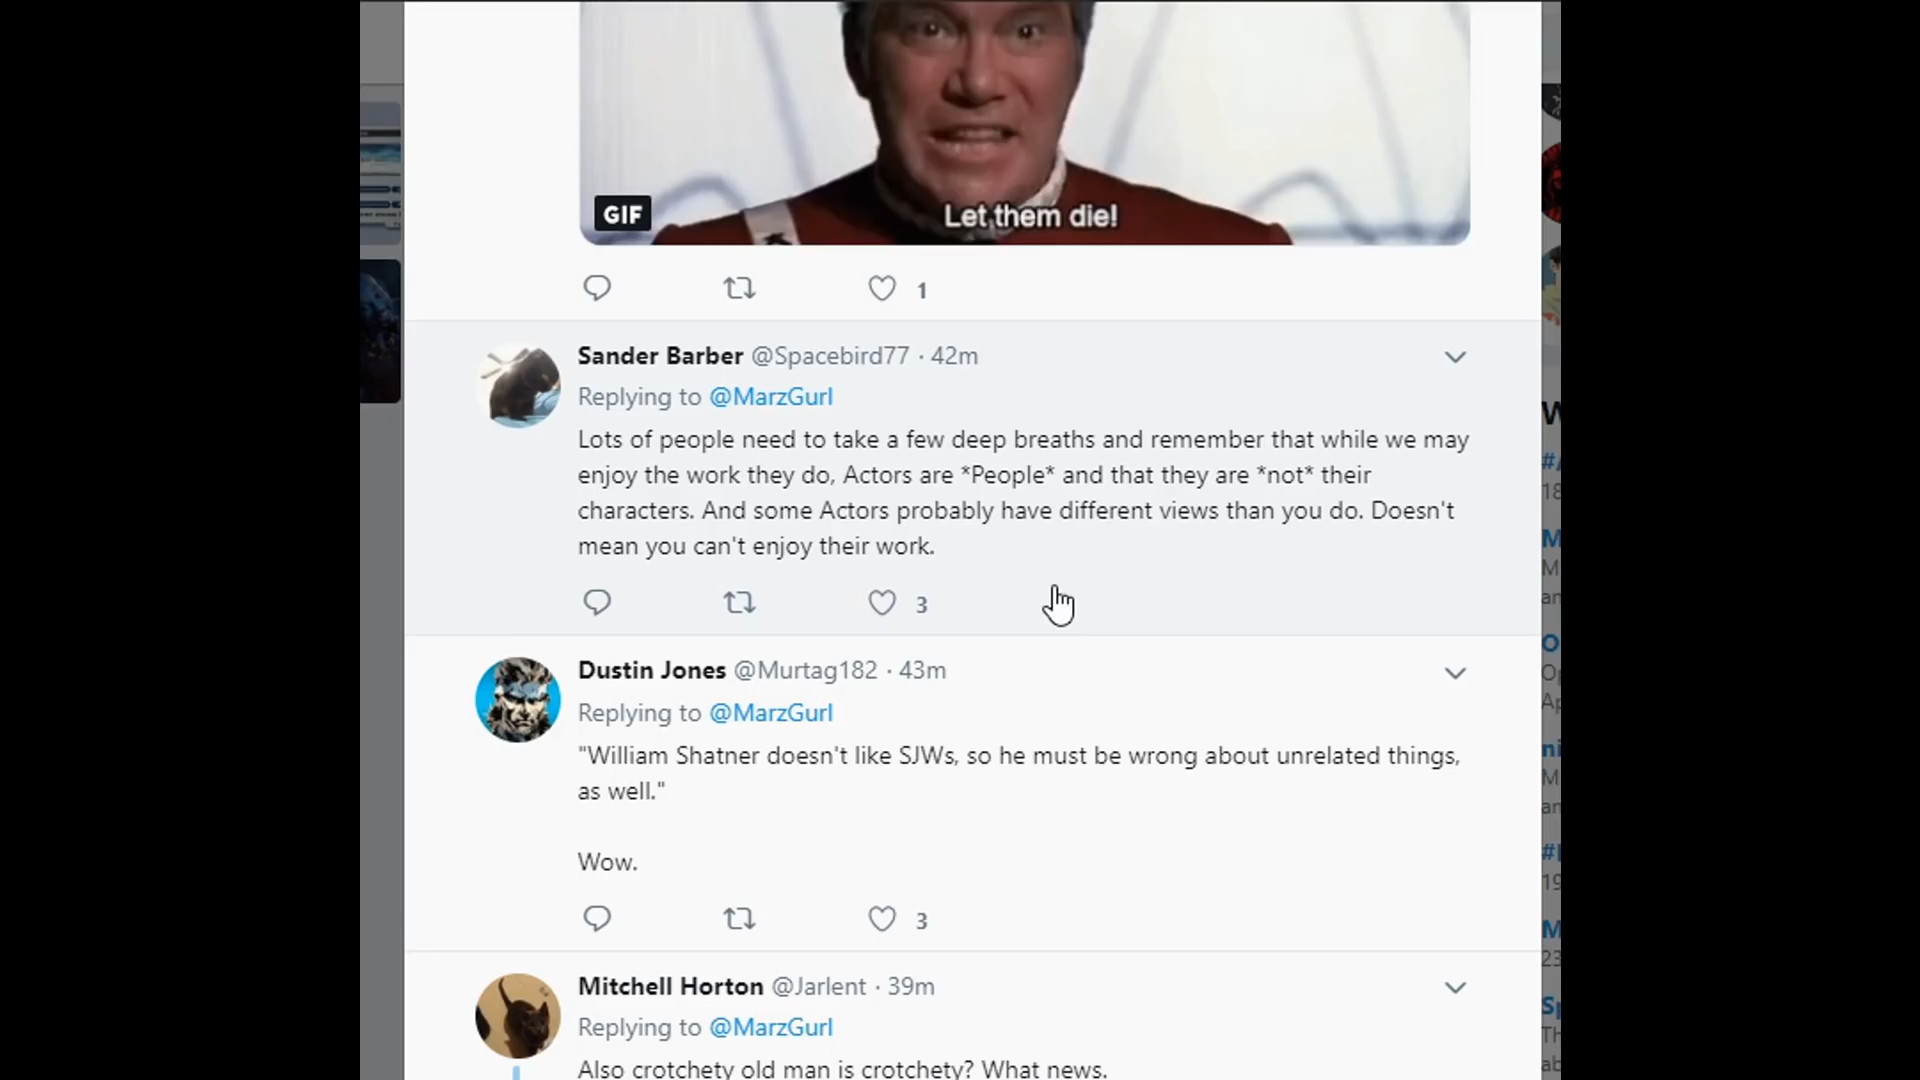 GIF
Let them die!
1
Sander Barber @Spacebird77 · 42m
Replying to @MarzGurl
Lots of people need to take a few deep breaths and remember that while we may
enjoy the work they do, Actors are *People* and that they are *not* their
characters. And some Actors probably have different views than you do. Doesn't
mean you can't enjoy their work.
3
Dustin Jones @Murtag182 · 43m
Replying to @MarzGurl
"William Shatner doesn't like SJWs, so he must be wrong about unrelated things,
as well."
Wow.
3
Mitchell Horton @Jarlent · 39m
Replying to @MarzGurl
Also crotchety old man is crotchety? What news.